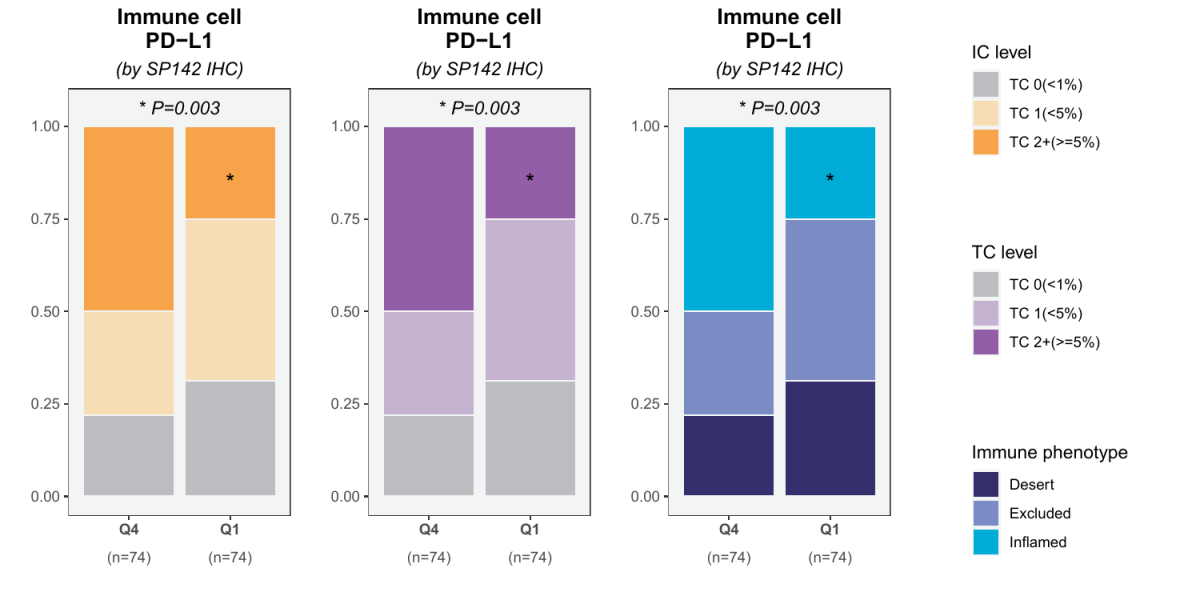 Immune cell
PD−L1
(by SP142 IHC)
* P=0.003
1.00
0.75
0.50
0.25
0.00
*
Q4
Q1
(n=74)
(n=74)
Immune cell
PD−L1
(by SP142 IHC)
* P=0.003
1.00
0.75
0.50
0.25
0.00
*
Q4
Q1
(n=74)
(n=74)
Immune cell
PD−L1
(by SP142 IHC)
* P=0.003
1.00
0.75
0.50
0.25
0.00
*
Q4
Q1
(n=74)
(n=74)
IC level
TC 0(<1%)
TC 1(<5%)
TC 2+(>=5%)
TC level
TC 0(<1%)
TC 1(<5%)
TC 2+(>=5%)
Immune phenotype
Desert
Excluded
Inflamed